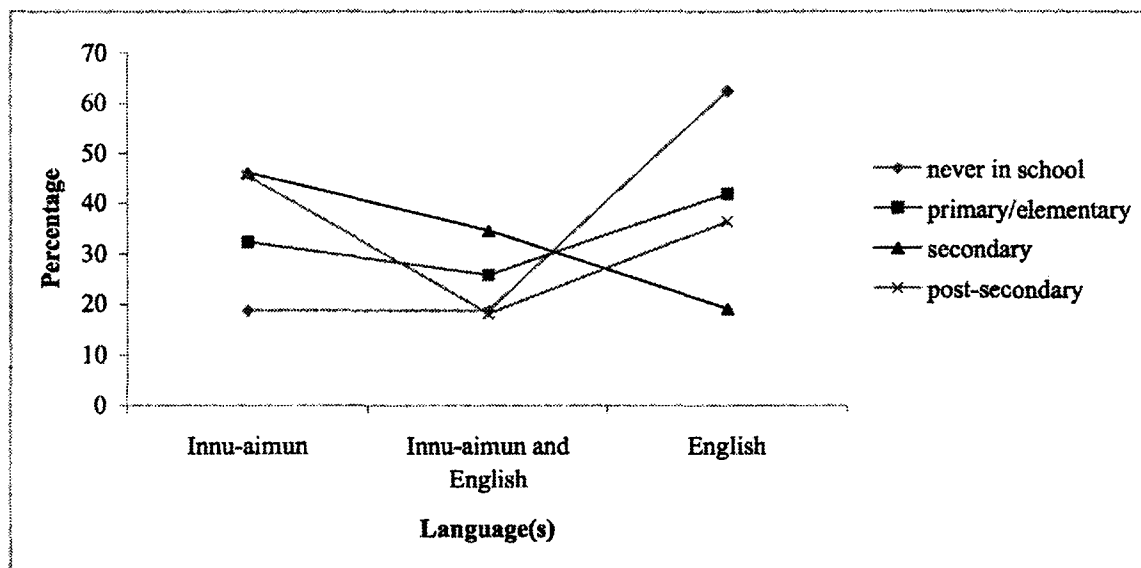 70
60
50
40
30
20
10
0
Percentage
Innu-aimun
Innu-aimun and
English
English
Language(s)
never in school
primary/elementary
secondary
post-secondary